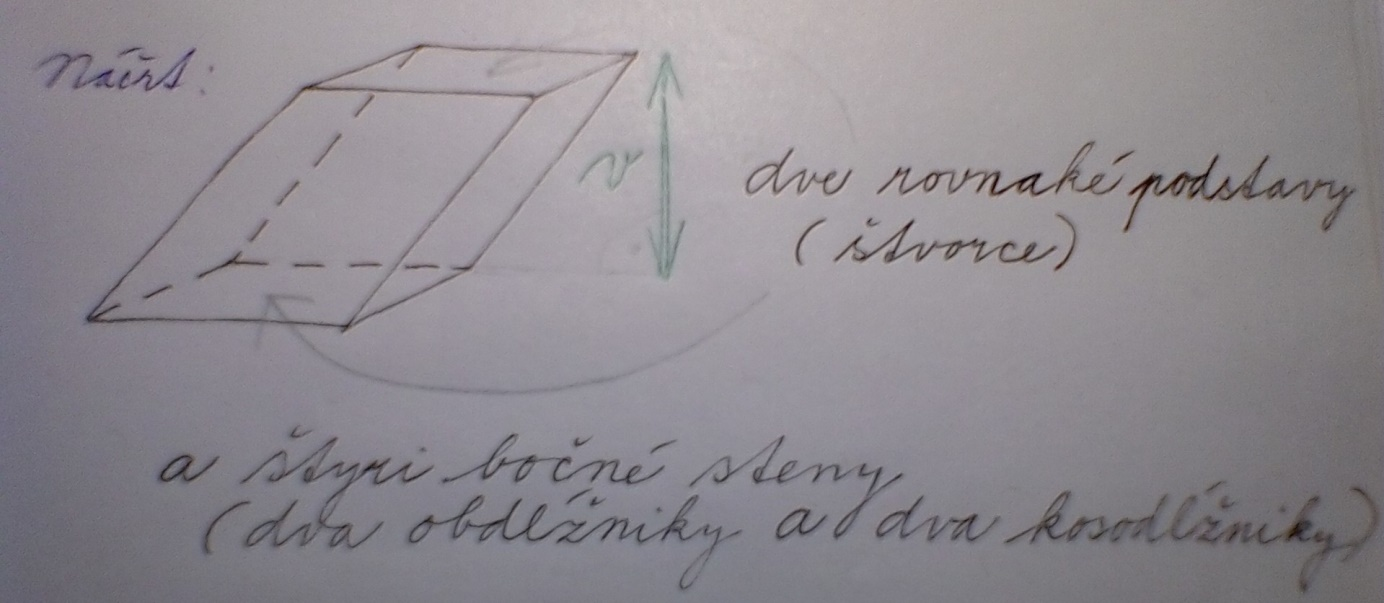 Náčrt:
v
dve rovnaké podstavy
(štvorce)
a štyri bočné steny
(dva obdĺžniky a dva kosodĺžniky)